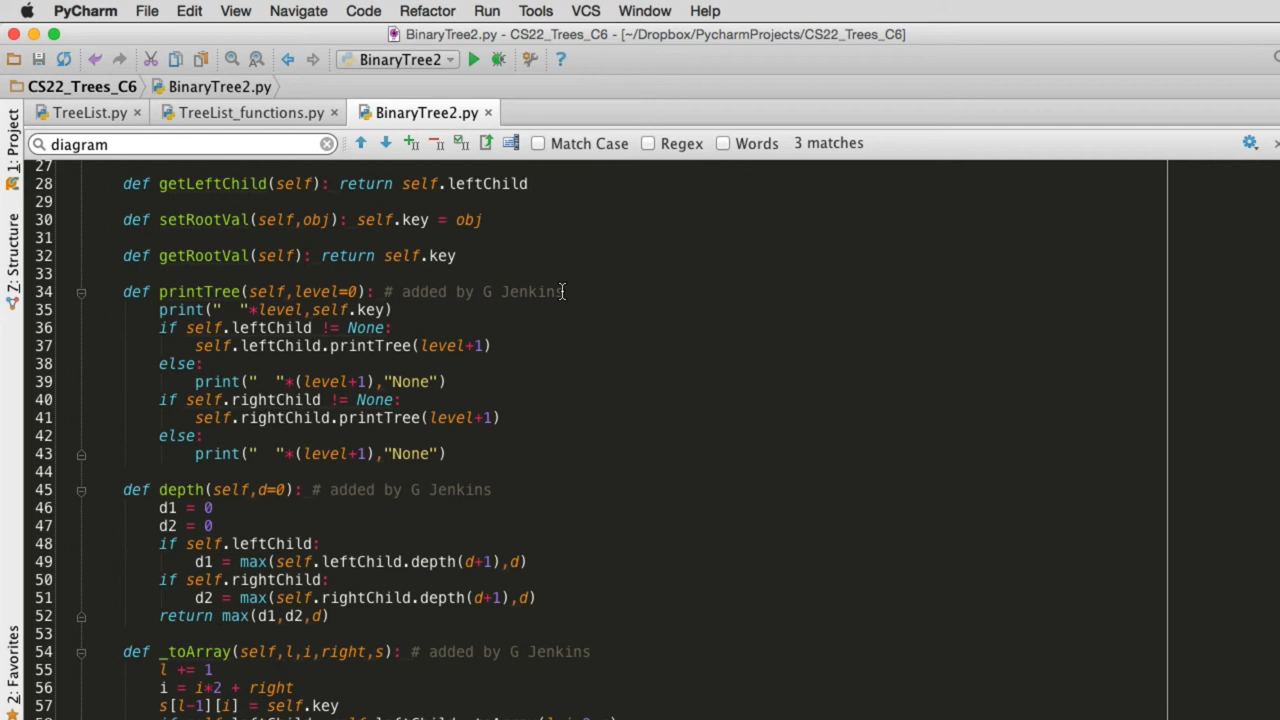 PyCharm File Edit View Navigate Code Refactor Run Tools VCS Window Help
BinaryTree2.py - CS22_Trees_C6 - [~/Dropbox/PycharmProjects/CS22_Trees_C6]
BinaryTree2
CS22_Trees_C6 BinaryTree2.py
TreeList.py TreeList_functions.py BinaryTree2.py
diagram Match Case Regex Words 3 matches
1: Project
Z: Structure
2: Favorites
27
28 def getLeftChild(self): return self.leftChild
29
30 def setRootVal(self,obj): self.key = obj
31
32 def getRootVal(self): return self.key
33
34 def printTree(self,level=0): # added by G Jenkins
35 print("  "*level,self.key)
36 if self.leftChild != None:
37 self.leftChild.printTree(level+1)
38 else:
39 print("  "*(level+1),"None")
40 if self.rightChild != None:
41 self.rightChild.printTree(level+1)
42 else:
43 print("  "*(level+1),"None")
44
45 def depth(self,d=0): # added by G Jenkins
46 d1 = 0
47 d2 = 0
48 if self.leftChild:
49 d1 = max(self.leftChild.depth(d+1),d)
50 if self.rightChild:
51 d2 = max(self.rightChild.depth(d+1),d)
52 return max(d1,d2,d)
53
54 def _toArray(self,l,i,right,s): # added by G Jenkins
55 l += 1
56 i = i*2 + right
57 s[l-1][i] = self.key